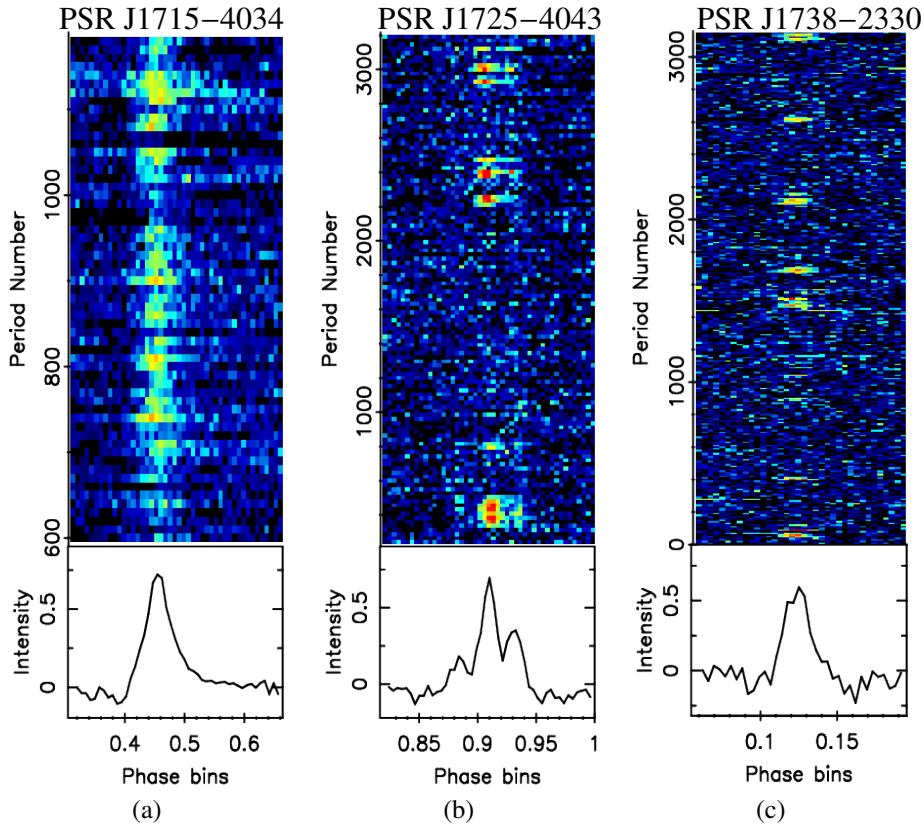 PSR J1715−4034
PSR J1725−4043
PSR J1738−2330
Period Number
600
800
1000
Intensity
0
0.5
0.4
0.5
0.6
Phase bins
(a)
Period Number
1000
2000
3000
Intensity
0
0.5
0.85
0.9
0.95
1
Phase bins
(b)
Period Number
0
1000
2000
3000
Intensity
0
0.5
0.1
0.15
Phase bins
(c)